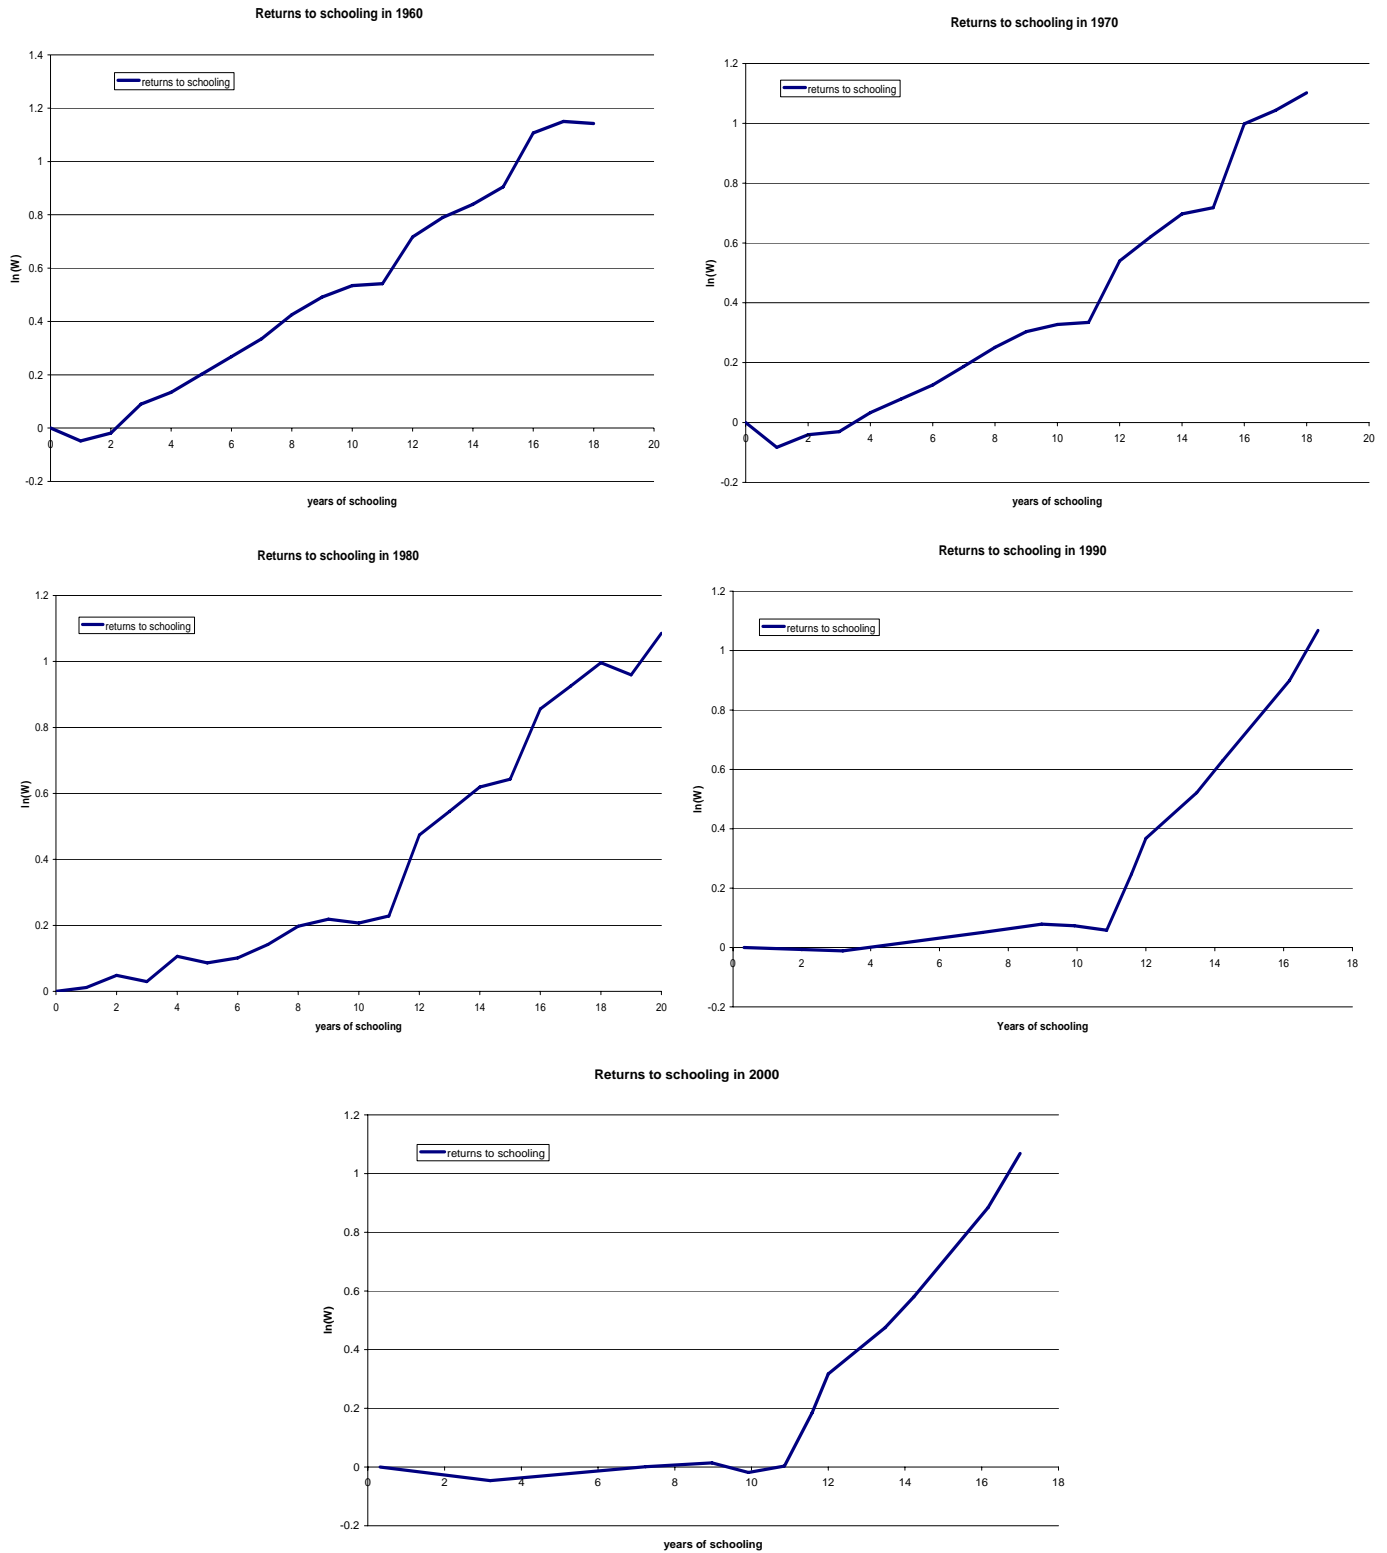 Returns to schooling in 1960
1.4
returns to schooling
1.2
1
0.8
0.6
ln(W)
0.4
0.2
0
0 2 4 6 8 10 12 14 16 18 20
-0.2
years of schooling
Returns to schooling in 1970
1.2
returns to schooling
1
0.8
0.6
ln(W)
0.4
0.2
0
0 2 4 6 8 10 12 14 16 18 20
-0.2
years of schooling
Returns to schooling in 1980
1.2
returns to schooling
1
0.8
0.6
ln(W)
0.4
0.2
0
0 2 4 6 8 10 12 14 16 18 20
years of schooling
Returns to schooling in 1990
1.2
returns to schooling
1
0.8
0.6
ln(W)
0.4
0.2
0
0 2 4 6 8 10 12 14 16 18
-0.2
Years of schooling
Returns to schooling in 2000
1.2
returns to schooling
1
0.8
0.6
ln(W)
0.4
0.2
0
0 2 4 6 8 10 12 14 16 18
-0.2
years of schooling